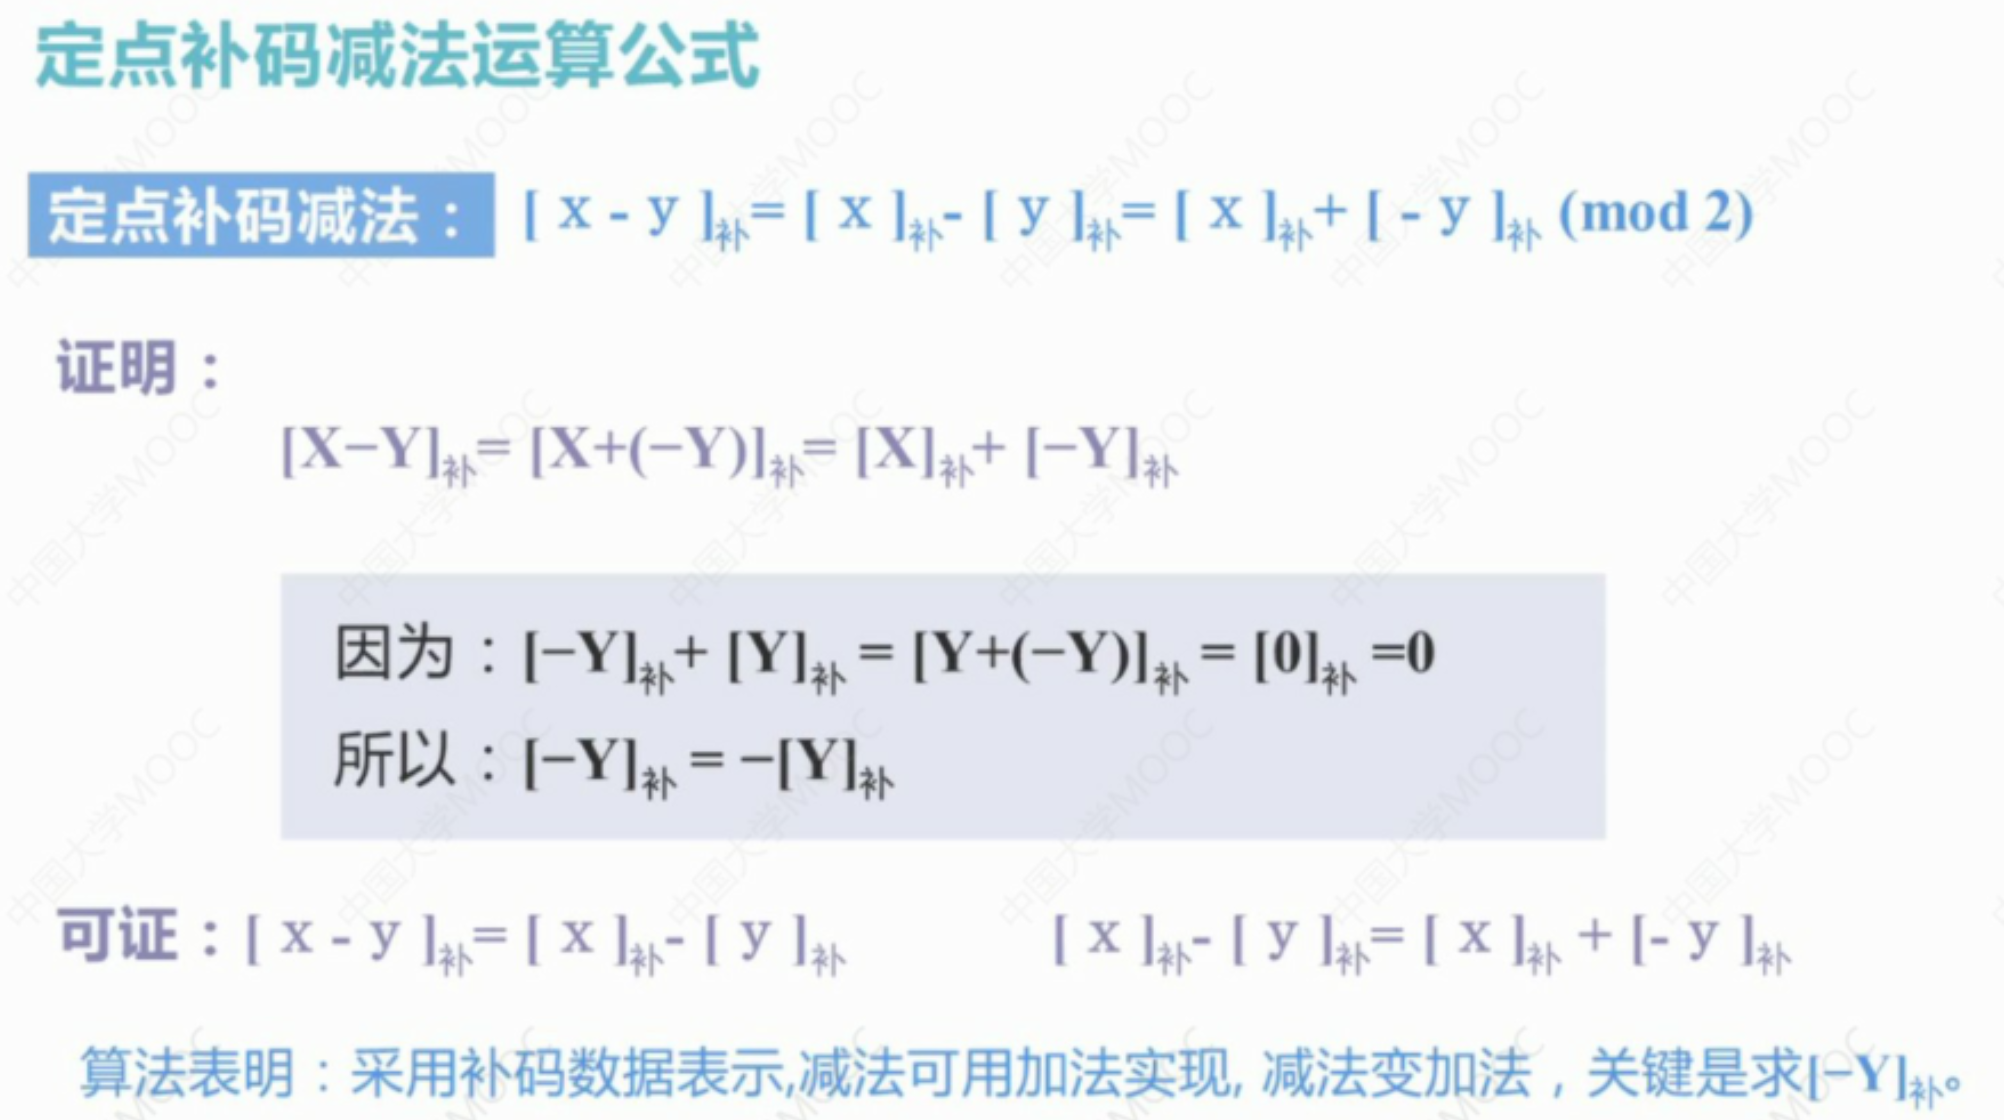 定点补码减法运算公式
定点补码减法： [ x - y ]补= [ x ]补- [ y ]补= [ x ]补+ [ - y ]补 (mod 2)
证明：
[X−Y]补= [X+(−Y)]补= [X]补+ [−Y]补
因为：[−Y]补+ [Y]补 = [Y+(−Y)]补 = [0]补 =0
所以：[−Y]补 = −[Y]补
可证：[ x - y ]补= [ x ]补- [ y ]补 [ x ]补- [ y ]补= [ x ]补 + [- y ]补
算法表明：采用补码数据表示,减法可用加法实现, 减法变加法，关键是求[−Y]补。
中国大学MOOC